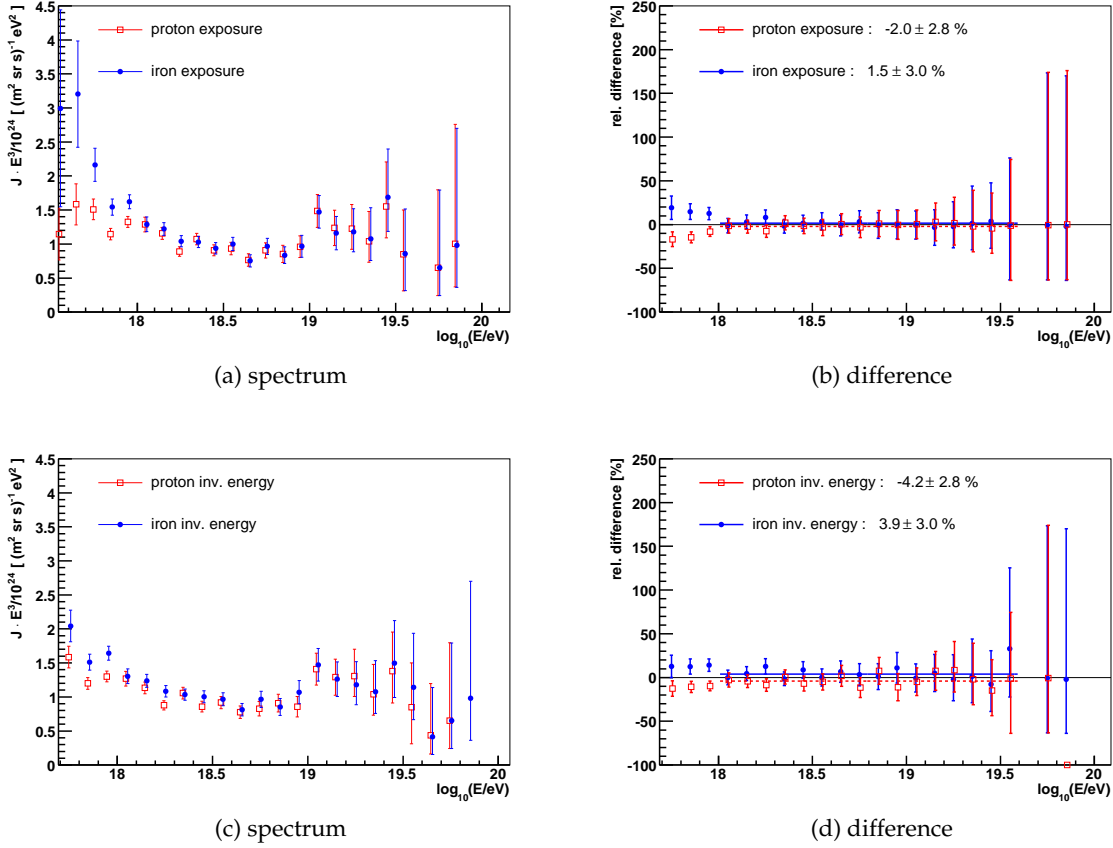 J · E³/10²⁴ [ (m² sr s)⁻¹ eV² ]
4.5
4
3.5
3
2.5
2
1.5
1
0.5
0
proton exposure
iron exposure
18 18.5 19 19.5 20
log₁₀(E/eV)
(a) spectrum
rel. difference [%]
250
200
150
100
50
0
-50
-100
proton exposure : -2.0 ± 2.8 %
iron exposure : 1.5 ± 3.0 %
18 18.5 19 19.5 20
log₁₀(E/eV)
(b) difference
J · E³/10²⁴ [ (m² sr s)⁻¹ eV² ]
4.5
4
3.5
3
2.5
2
1.5
1
0.5
0
proton inv. energy
iron inv. energy
18 18.5 19 19.5 20
log₁₀(E/eV)
(c) spectrum
rel. difference [%]
250
200
150
100
50
0
-50
-100
proton inv. energy : -4.2 ± 2.8 %
iron inv. energy : 3.9 ± 3.0 %
18 18.5 19 19.5 20
log₁₀(E/eV)
(d) difference